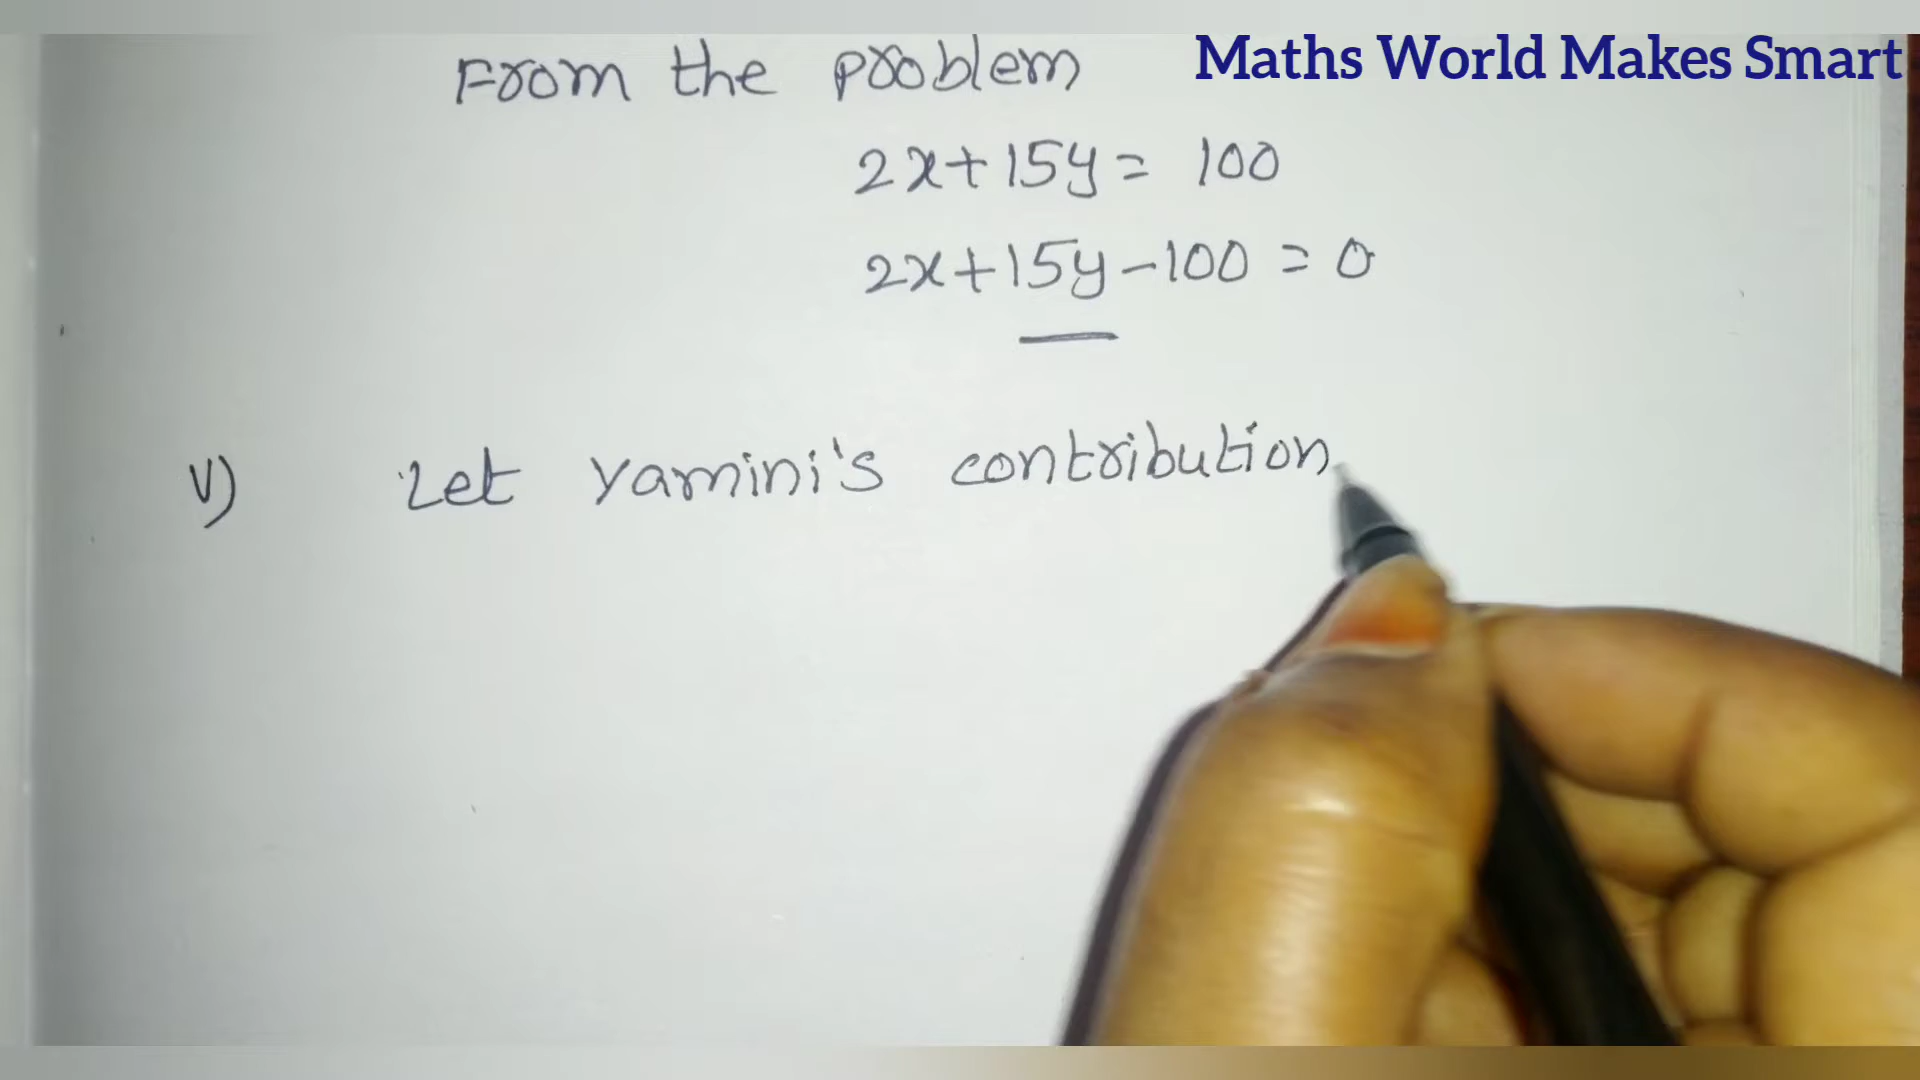 Maths World Makes Smart
From the problem
2x+15y= 100
2x+15y-100 = 0
V) Let Yamini's contribution